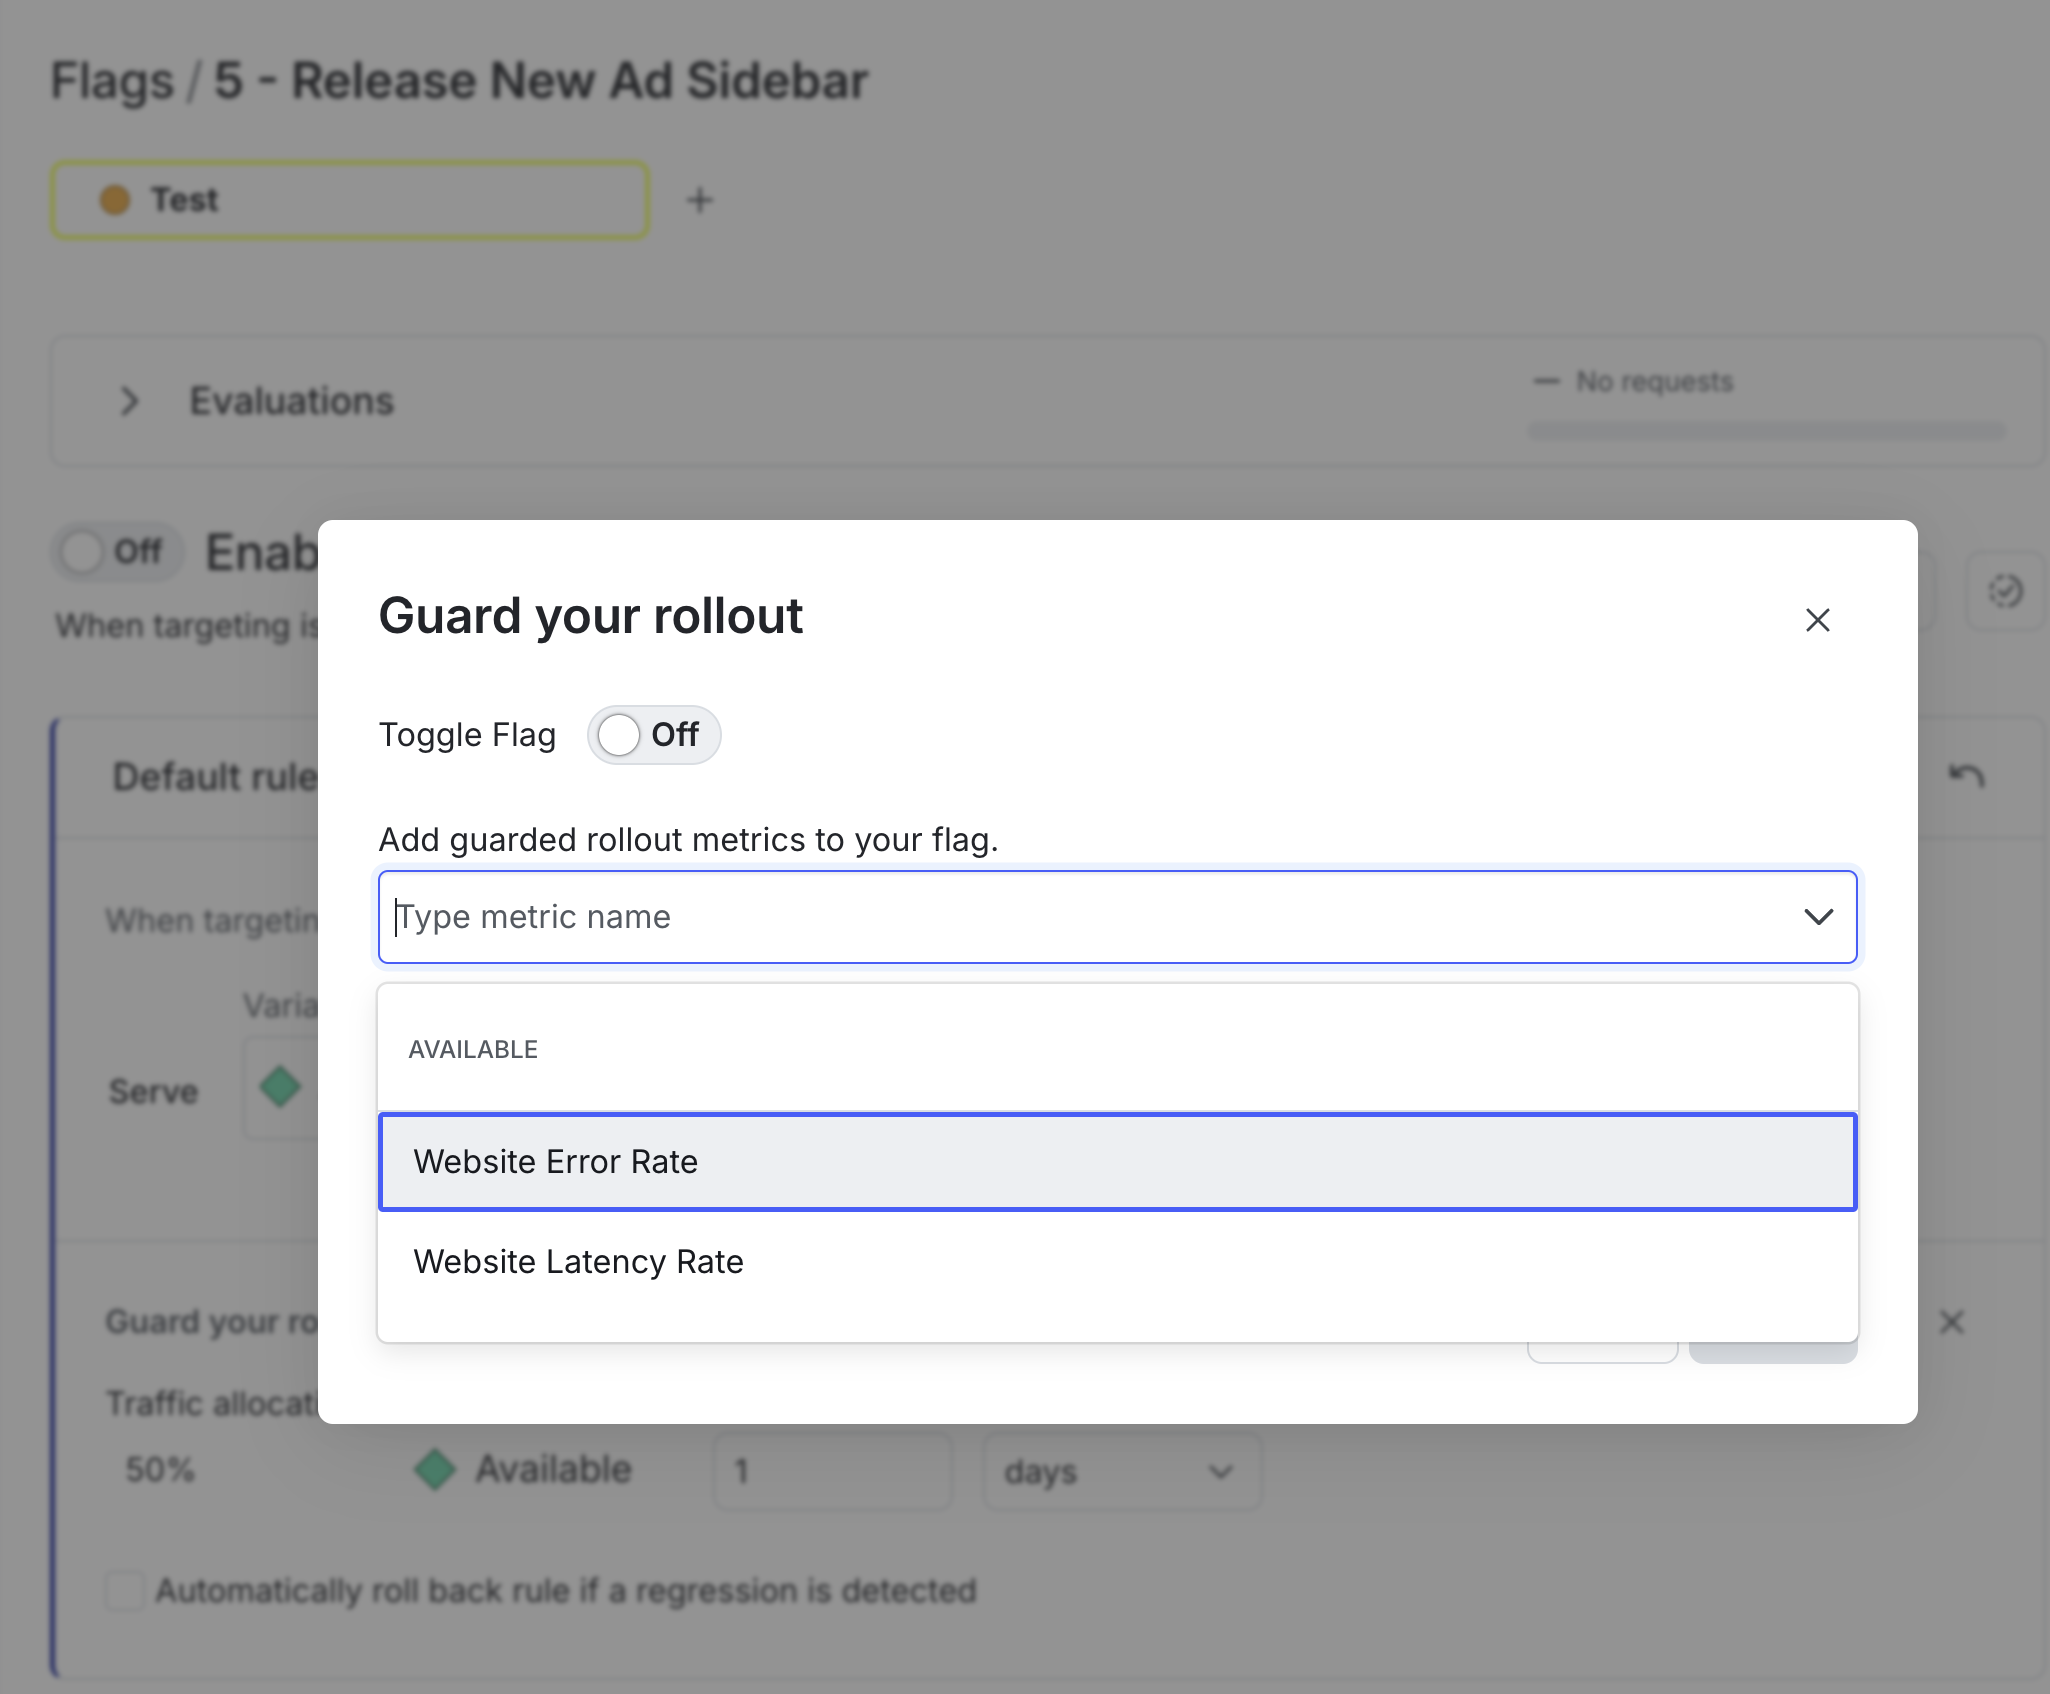 Flags / 5 - Release New Ad Sidebar
Test
Evaluations
No requests
Off
Enab
When targeting is
Guard your rollout
Toggle Flag
Off
Add guarded rollout metrics to your flag.
Type metric name
AVAILABLE
Website Error Rate
Website Latency Rate
Default rule
When targetin
Varia
Serve
Guard your ro
Traffic allocati
50%
Available
1
days
Automatically roll back rule if a regression is detected